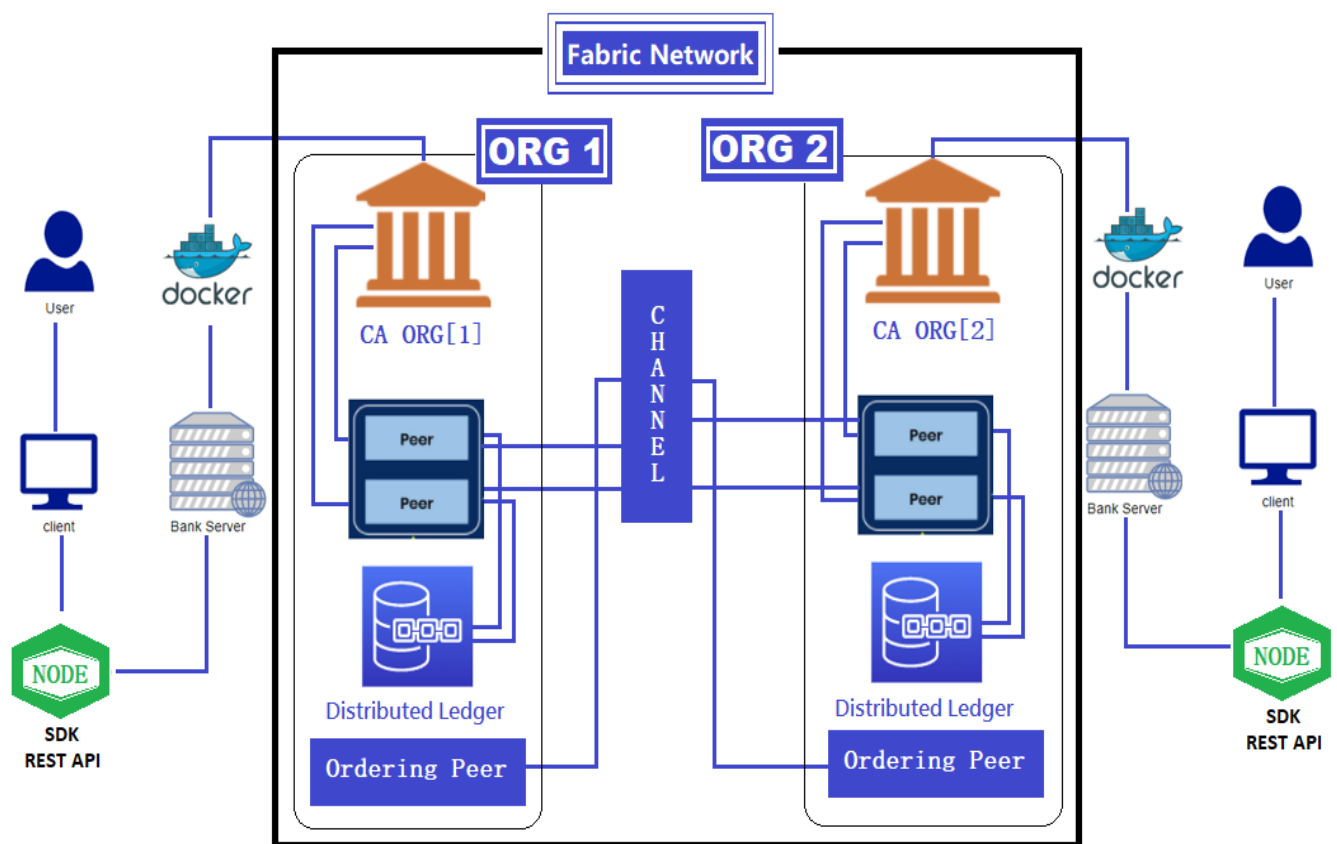 Fabric Network
ORG 1
ORG 2
User
docker
CA ORG[1]
CHANNEL
CA ORG[2]
docker
User
Peer
Peer
Peer
Peer
client
Bank Server
Bank Server
client
NODE
SDK
REST API
Distributed Ledger
Distributed Ledger
NODE
SDK
REST API
Ordering Peer
Ordering Peer